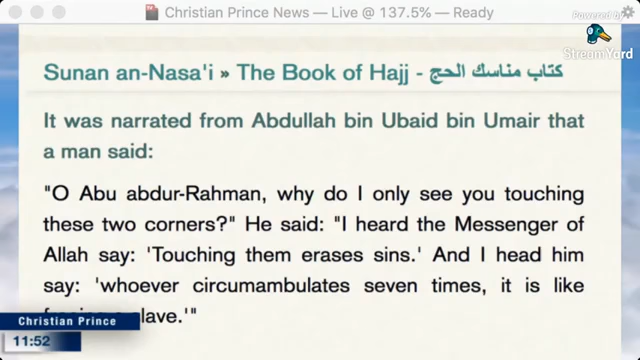 Christian Prince News — Live @ 137.5% — Ready
Powered by
StreamYard
Sunan an-Nasa'i » The Book of Hajj - كتاب مناسك الحج
It was narrated from Abdullah bin Ubaid bin Umair that
a man said:
"O Abu abdur-Rahman, why do I only see you touching
these two corners?" He said: "I heard the Messenger of
Allah say: 'Touching them erases sins.' And I head him
say: 'whoever circumambulates seven times, it is like
slave.'"
Christian Prince
11:52